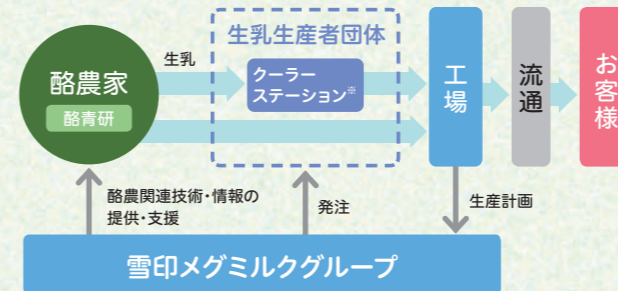 酪農家
酪青研
生乳
生乳生産者団体
クーラー
ステーション※
工場
流通
お客様
酪農関連技術・情報の
提供・支援
発注
生産計画
雪印メグミルクグループ